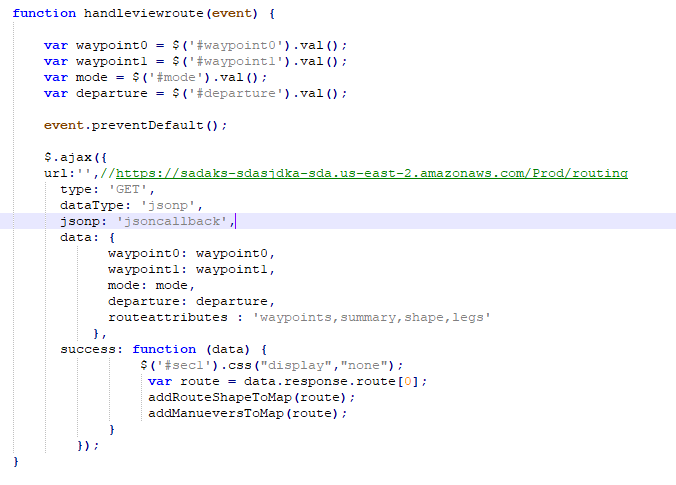 function handleviewroute(event) {
var waypoint0 = $('#waypoint0').val();
var waypoint1 = $('#waypoint1').val();
var mode = $('#mode').val();
var departure = $('#departure').val();
event.preventDefault();
$.ajax({
url:'',//https://sadaks-sdasjdka-sda.us-east-2.amazonaws.com/Prod/routing
type: 'GET',
dataType: 'jsonp',
jsonp: 'jsoncallback',
data: {
waypoint0: waypoint0,
waypoint1: waypoint1,
mode: mode,
departure: departure,
routeattributes : 'waypoints,summary,shape,legs'
},
success: function (data) {
$('#sec1').css("display","none");
var route = data.response.route[0];
addRouteShapeToMap(route);
addManueversToMap(route);
}
});
}